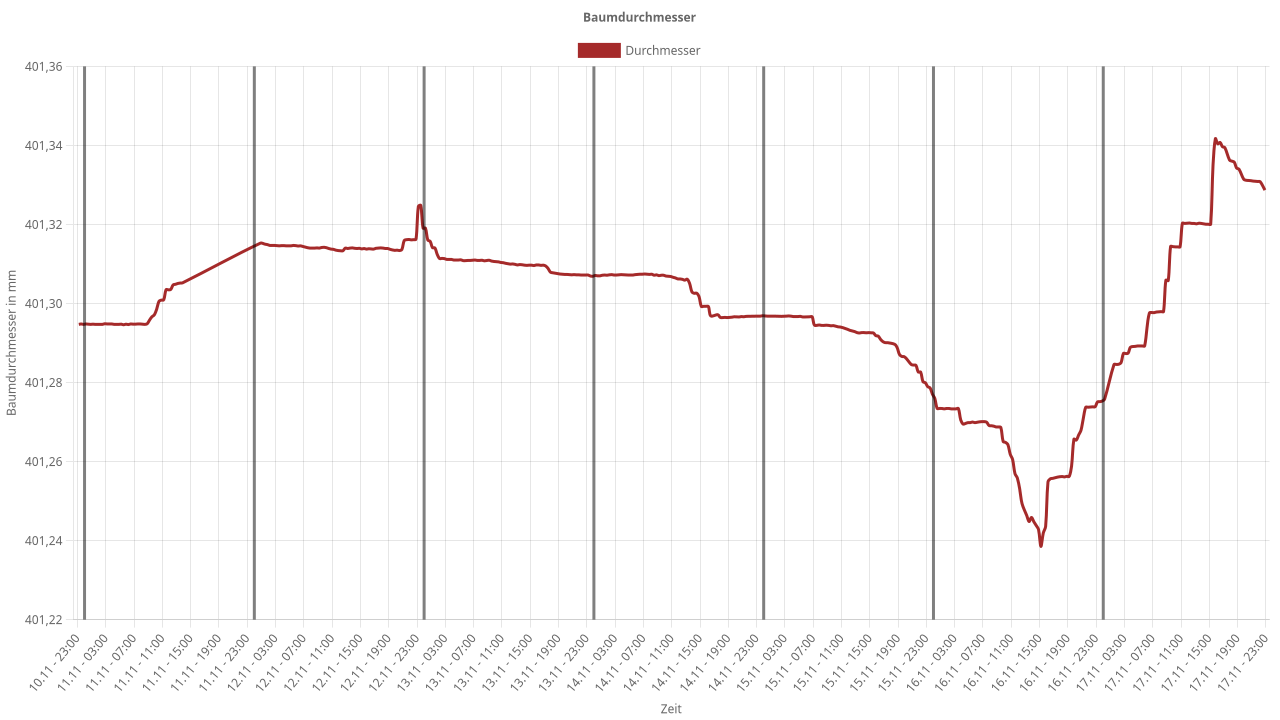 Baumdurchmesser
Durchmesser
401,36
401,34
401,32
401,30
401,28
401,26
401,24
401,22
Baumdurchmesser in mm
10.11 - 23:00
11.11 - 03:00
11.11 - 07:00
11.11 - 11:00
11.11 - 15:00
11.11 - 19:00
11.11 - 23:00
12.11 - 03:00
12.11 - 07:00
12.11 - 11:00
12.11 - 15:00
12.11 - 19:00
12.11 - 23:00
13.11 - 03:00
13.11 - 07:00
13.11 - 11:00
13.11 - 15:00
13.11 - 19:00
13.11 - 23:00
14.11 - 03:00
14.11 - 07:00
14.11 - 11:00
14.11 - 15:00
14.11 - 19:00
14.11 - 23:00
15.11 - 03:00
15.11 - 07:00
15.11 - 11:00
15.11 - 15:00
15.11 - 19:00
15.11 - 23:00
16.11 - 03:00
16.11 - 07:00
16.11 - 11:00
16.11 - 15:00
16.11 - 19:00
16.11 - 23:00
17.11 - 03:00
17.11 - 07:00
17.11 - 11:00
17.11 - 15:00
17.11 - 19:00
17.11 - 23:00
Zeit